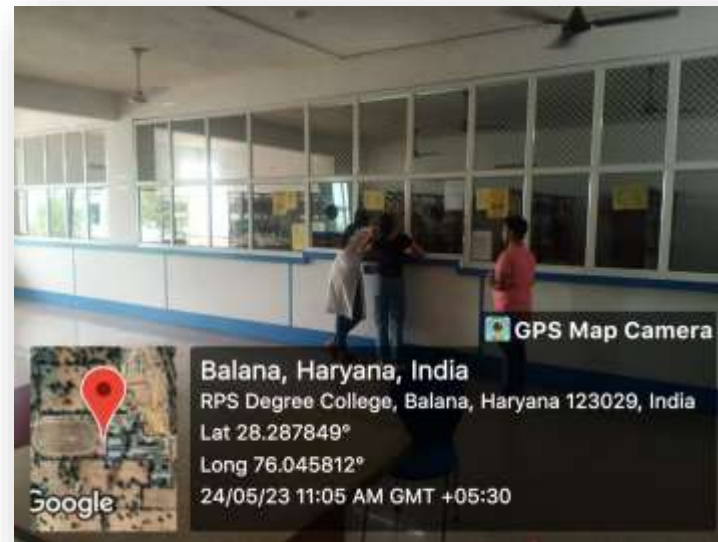 GPS Map Camera
Balana, Haryana, India
RPS Degree College, Balana, Haryana 123029, India
Lat 28.287849°
Long 76.045812°
24/05/23 11:05 AM GMT +05:30
Google